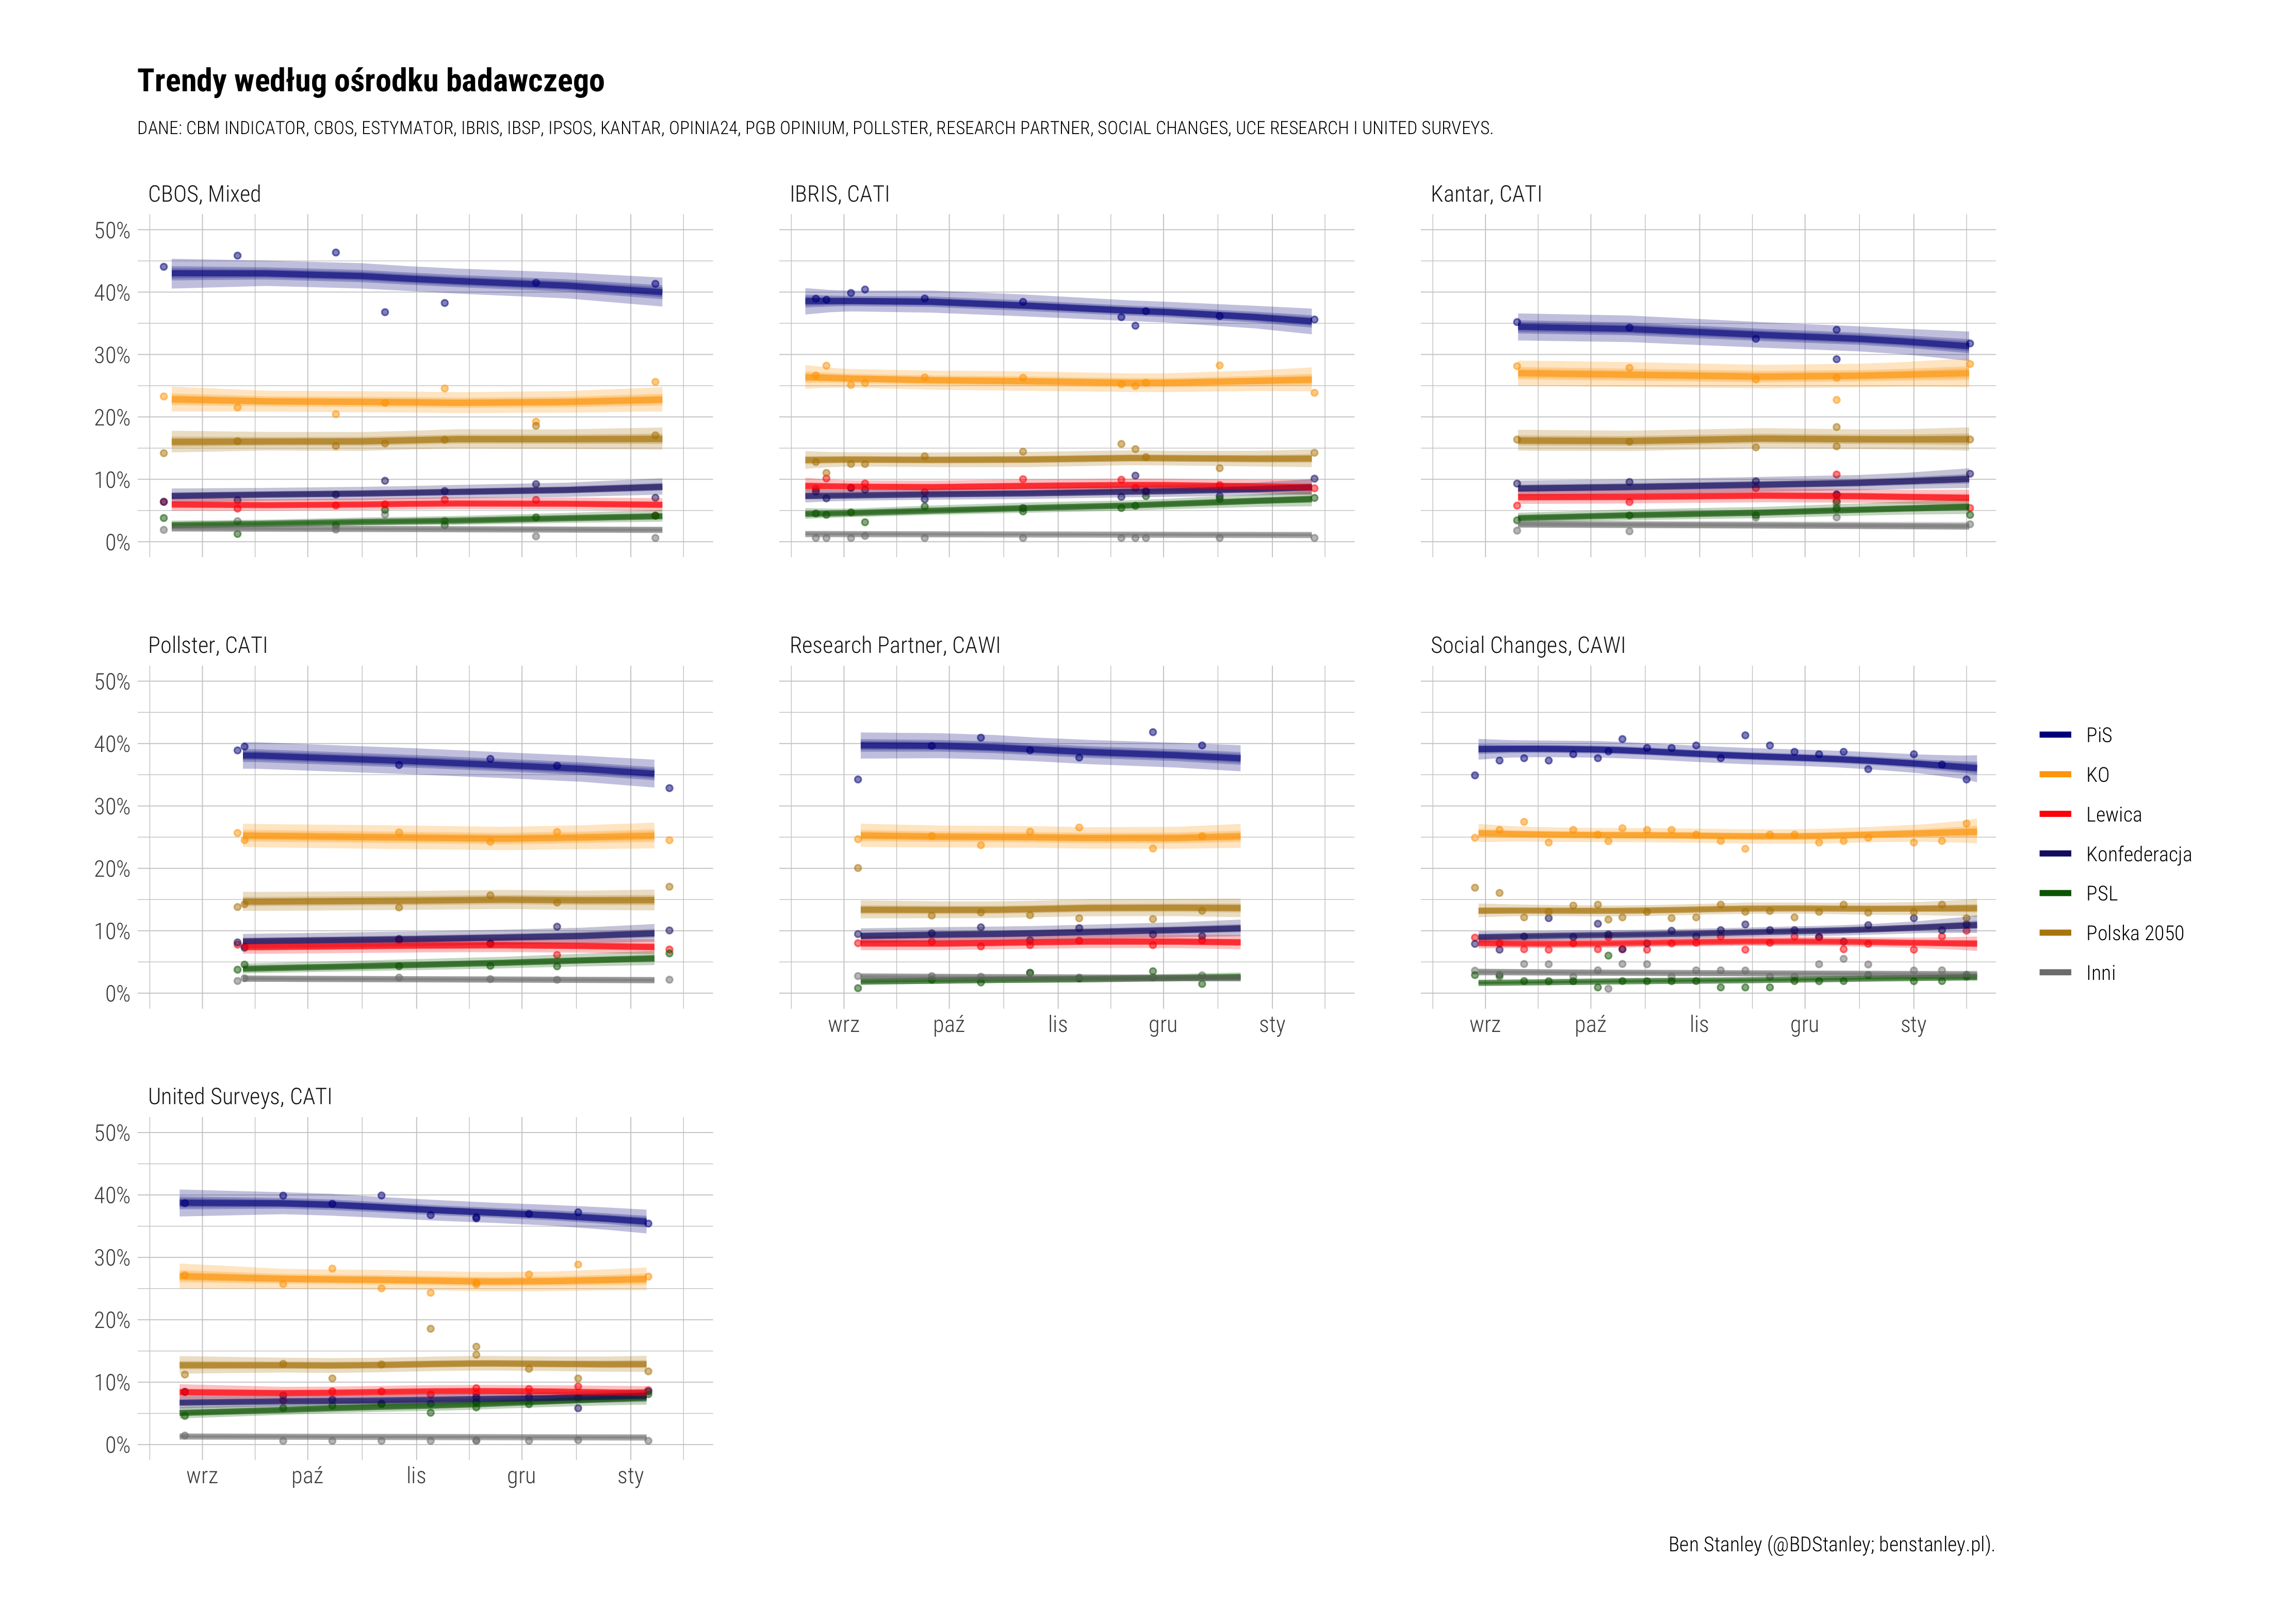 Trendy według ośrodku badawczego
DANE: CBM INDICATOR, CBOS, ESTYMATOR, IBRIS, IBSP, IPSOS, KANTAR, OPINIA24, PGB OPINIUM, POLLSTER, RESEARCH PARTNER, SOCIAL CHANGES, UCE RESEARCH I UNITED SURVEYS.
CBOS, Mixed
IBRIS, CATI
Kantar, CATI
50%
40%
30%
20%
10%
0%
Pollster, CATI
Research Partner, CAWI
Social Changes, CAWI
50%
40%
30%
20%
10%
0%
wrz paź lis gru sty
wrz paź lis gru sty
PiS
KO
Lewica
Konfederacja
PSL
Polska 2050
Inni
United Surveys, CATI
50%
40%
30%
20%
10%
0%
wrz paź lis gru sty
Ben Stanley (@BDStanley; benstanley.pl).